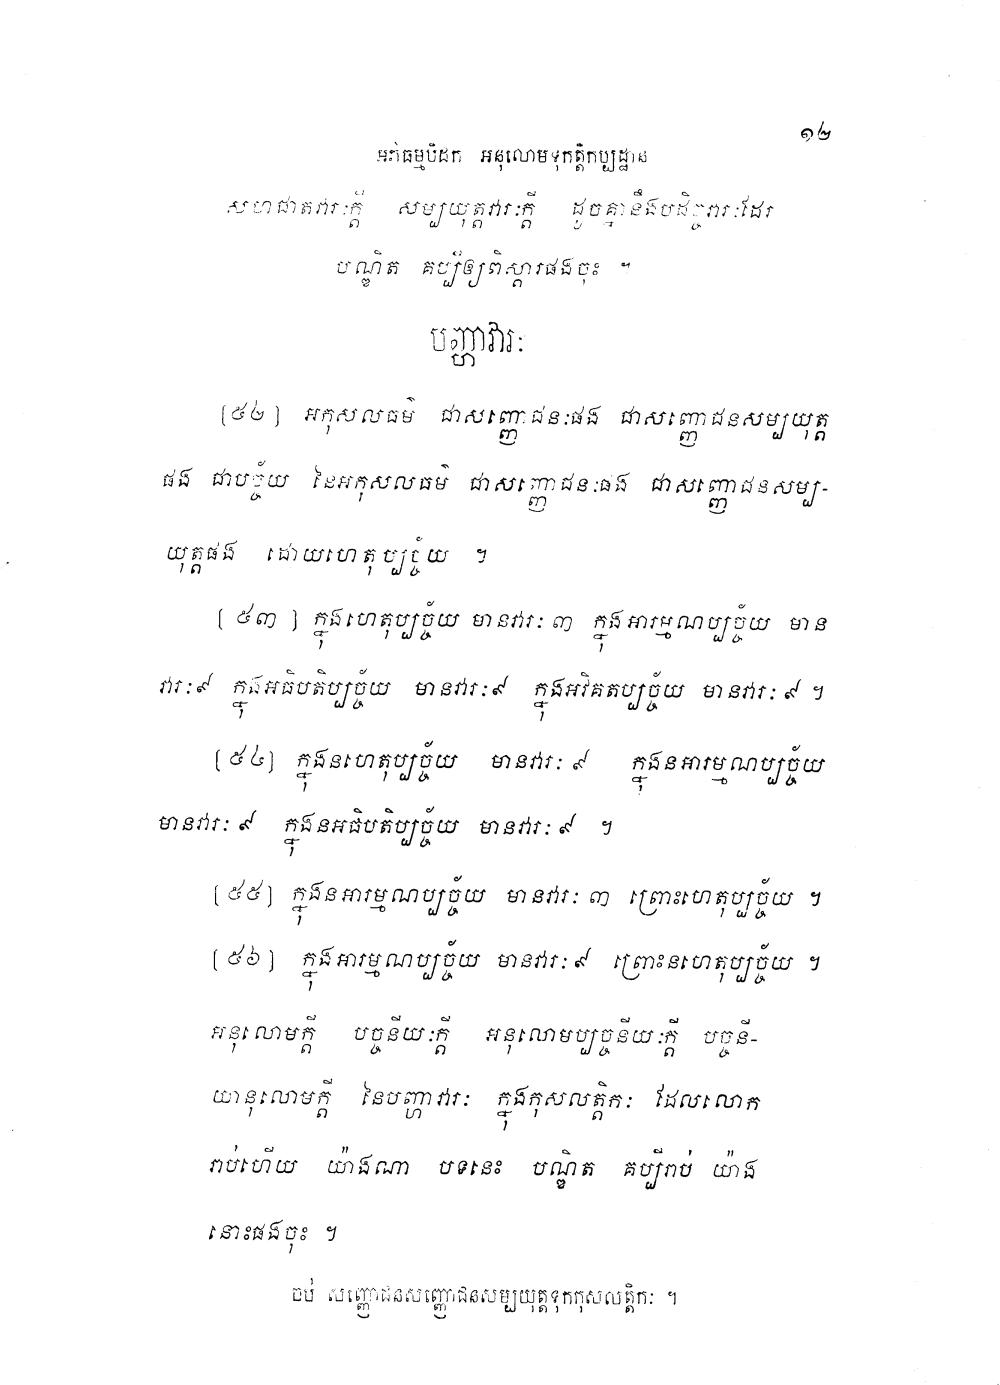 ១២
អភិធម្មបិដក អនុលោមទុកត្តិកប្បដ្ឋាន
សហជាតវារៈក្តី សម្បយុត្តវារៈក្តី ដូចគ្នានឹងបដិច្ចវារៈដែរ
បណ្ឌិត គប្បីឲ្យពិស្តារផងចុះ ។
បញ្ហាវារៈ
(៥២) អកុសលធម៌ ជាសញ្ញោជនៈផង ជាសញ្ញោជនសម្បយុត្ត
ផង ជាបច្ច័យ នៃអកុសលធម៌ ជាសញ្ញោជនៈផង ជាសញ្ញោជនសម្ប-
យុត្តផង ដោយហេតុប្បច្ច័យ ។
(៥៣) ក្នុងហេតុប្បច្ច័យ មានវារៈ ៣ ក្នុងអារម្មណប្បច្ច័យ មាន
វារៈ ៩ ក្នុងអធិបតិប្បច្ច័យ មានវារៈ ៩ ក្នុងអវិគតប្បច្ច័យ មានវារៈ ៩ ។
(៥៤) ក្នុងនហេតុប្បច្ច័យ មានវារៈ ៩ ក្នុងនអារម្មណប្បច្ច័យ
មានវារៈ ៩ ក្នុងនអធិបតិប្បច្ច័យ មានវារៈ ៩ ។
(៥៥) ក្នុងនអារម្មណប្បច្ច័យ មានវារៈ ៣ ព្រោះហេតុប្បច្ច័យ ។
(៥៦) ក្នុងអារម្មណប្បច្ច័យ មានវារៈ ៩ ព្រោះនហេតុប្បច្ច័យ ។
អនុលោមក្តី បច្ចនីយៈក្តី អនុលោមប្បច្ចនីយៈក្តី បច្ចនី-
យានុលោមក្តី នៃបញ្ហាវារៈ ក្នុងកុសលត្តិកៈ ដែលលោក
រាប់ហើយ យ៉ាងណា បទនេះ បណ្ឌិត គប្បីរាប់ យ៉ាង
នោះផងចុះ ។
ចប់ សញ្ញោជនសញ្ញោជនសម្បយុត្តទុកកុសលត្តិកៈ ។